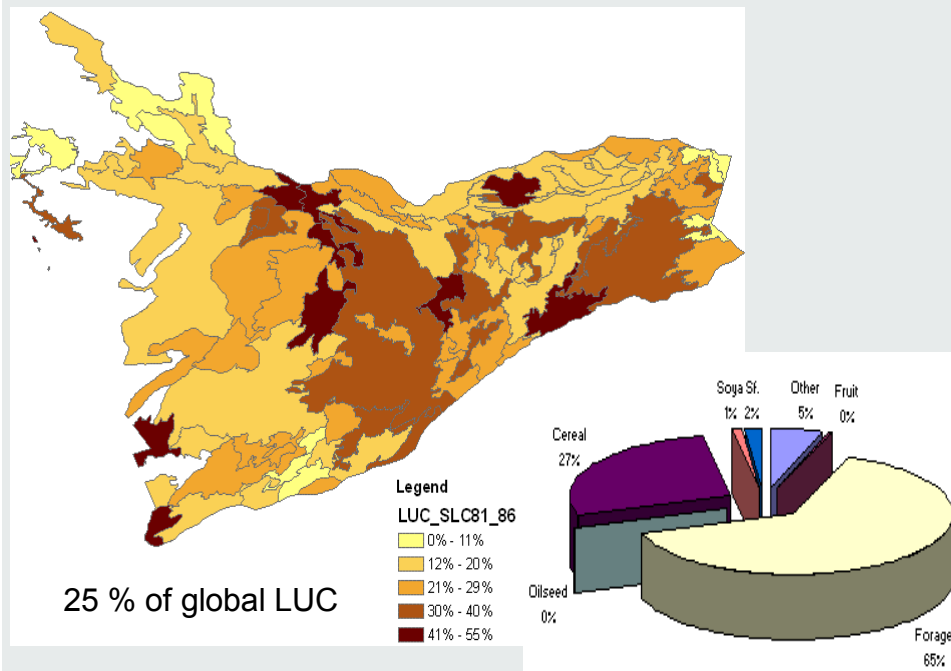 Legend
LUC_SLC81_86
0% - 11%
12% - 20%
21% - 29%
30% - 40%
41% - 55%
25 % of global LUC
Soya Sf. Other Fruit
1% 2% 5% 0%
Cereal
27%
Oilseed
0%
Forage
65%